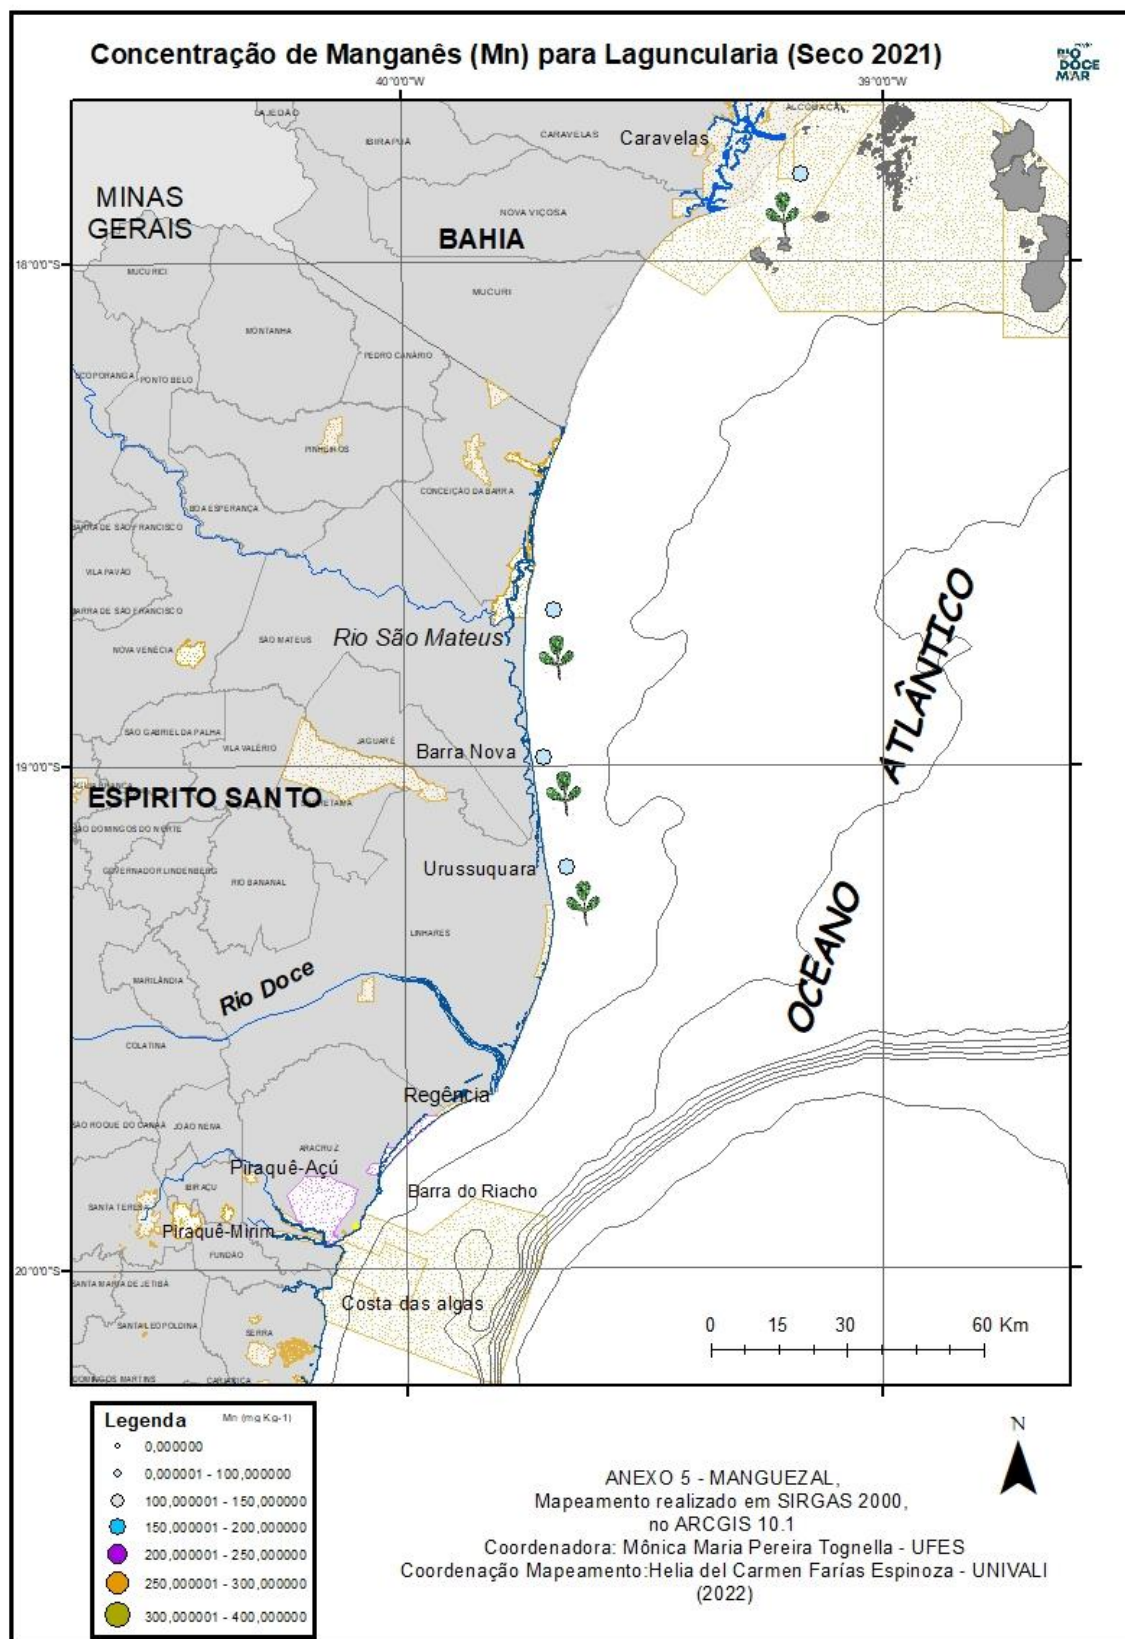 Concentração de Manganês (Mn) para Laguncularia (Seco 2021)
RIO
DOCE
MAR
40°0'0"W
39°0'0"W
LAJEDÃO
ALCOBAÇA
IBIRAPUÃ
CARAVELAS
Caravelas
MINAS
GERAIS
NOVA VIÇOSA
BAHIA
18°0'0"S
MUCURICI
MUCURI
MONTANHA
PEDRO CANÁRIO
ECOPORANGA
PONTO BELO
PINHEIROS
CONCEIÇÃO DA BARRA
BOA ESPERANÇA
BARRA DE SÃO FRANCISCO
VILA PAVÃO
BARRA DE SÃO FRANCISCO
SÃO MATEUS
Rio São Mateus
NOVA VENÉCIA
ATLÂNTICO
SÃO GABRIEL DA PALHA
VILA VALÉRIO
JAGUARÉ
Barra Nova
19°0'0"S
ESPIRITO SANTO
SOORETAMA
SÃO DOMINGOS DO NORTE
GOVERNADOR LINDENBERG
RIO BANANAL
Urussuquara
OCEANO
LINHARES
MARILÂNDIA
Rio Doce
COLATINA
Regência
SÃO ROQUE DO CANAÃ
JOÃO NEIVA
ARACRUZ
Piraquê-Açú
IBIRAÇU
Barra do Riacho
SANTA TERESA
Piraquê-Mirim
FUNDÃO
20°0'0"S
SANTA MARIA DE JETIBÁ
Costa das algas
SANTA LEOPOLDINA
SERRA
0 15 30 60 Km
DOMINGOS MARTINS
CARIACICA
Legenda Mn (mg Kg-1)
0,000000
0,000001 - 100,000000
100,000001 - 150,000000
150,000001 - 200,000000
200,000001 - 250,000000
250,000001 - 300,000000
300,000001 - 400,000000
N
ANEXO 5 - MANGUEZAL,
Mapeamento realizado em SIRGAS 2000,
no ARCGIS 10.1
Coordenadora: Mônica Maria Pereira Tognella - UFES
Coordenação Mapeamento:Helia del Carmen Farías Espinoza - UNIVALI
(2022)